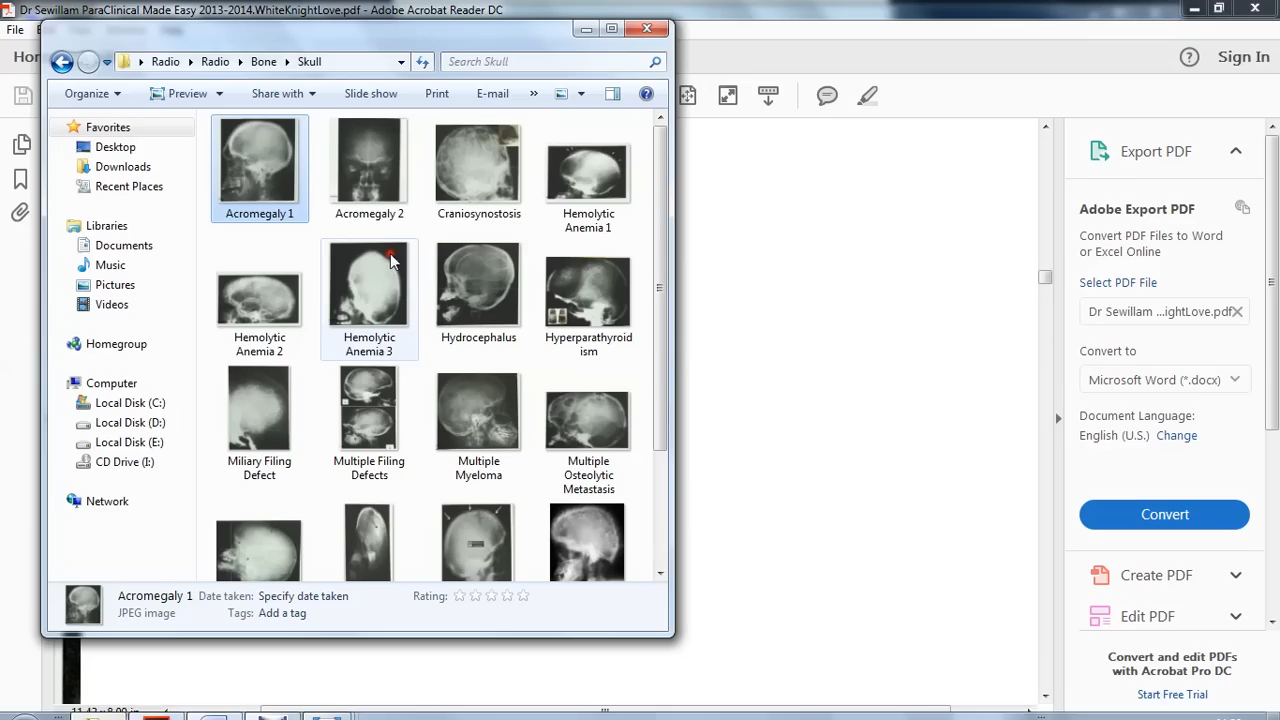 Dr Sewillam ParaClinical Made Easy 2013-2014.WhiteKnightLove.pdf - Adobe Acrobat Reader DC
File
Sign In
Radio Radio Bone Skull
Search Skull
Organize Preview Share with Slide show Print E-mail »
Favorites
Desktop
Downloads
Recent Places
Libraries
Documents
Music
Pictures
Videos
Homegroup
Computer
Local Disk (C:)
Local Disk (D:)
Local Disk (E:)
CD Drive (I:)
Network
Acromegaly 1
Acromegaly 2
Craniosynostosis
Hemolytic
Anemia 1
Hemolytic
Anemia 2
Hemolytic
Anemia 3
Hydrocephalus
Hyperparathyroid
ism
Miliary Filing
Defect
Multiple Filing
Defects
Multiple
Myeloma
Multiple
Osteolytic
Metastasis
Acromegaly 1 Date taken: Specify date taken Rating:
JPEG image Tags: Add a tag
Export PDF
Adobe Export PDF
Convert PDF Files to Word
or Excel Online
Select PDF File
Dr Sewillam ...ightLove.pdf
Convert to
Microsoft Word (*.docx)
Document Language:
English (U.S.) Change
Convert
Create PDF
Edit PDF
Convert and edit PDFs
with Acrobat Pro DC
Start Free Trial